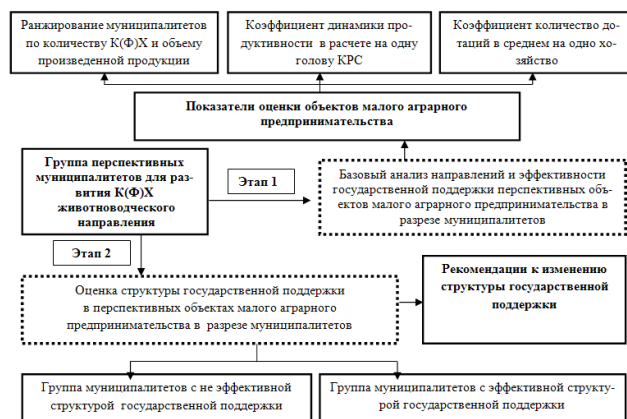 Ранжирование муниципалитетов
по количеству К(Ф)Х и объему
произведенной продукции
Коэффициент динамики про-
дуктивности в расчете на одну
голову КРС
Коэффициент количество до-
таций в среднем на одно хо-
зяйство
Показатели оценки объектов малого аграрного
предпринимательства
Группа перспективных
муниципалитетов для раз-
вития К(Ф)Х
животноводческого
направления
Этап 1
Базовый анализ направлений и эффективности
государственной поддержки перспективных объ-
ектов малого аграрного предпринимательства в
разрезе муниципалитетов
Этап 2
Оценка структуры государственной поддержки
в перспективных объектах малого аграрного
предпринимательства в разрезе муниципалитетов
Рекомендации к изменению
структуры государственной
поддержки
Группа муниципалитетов с не эффективной
структурой государственной поддержки
Группа муниципалитетов с эффективной структу-
рой государственной поддержки